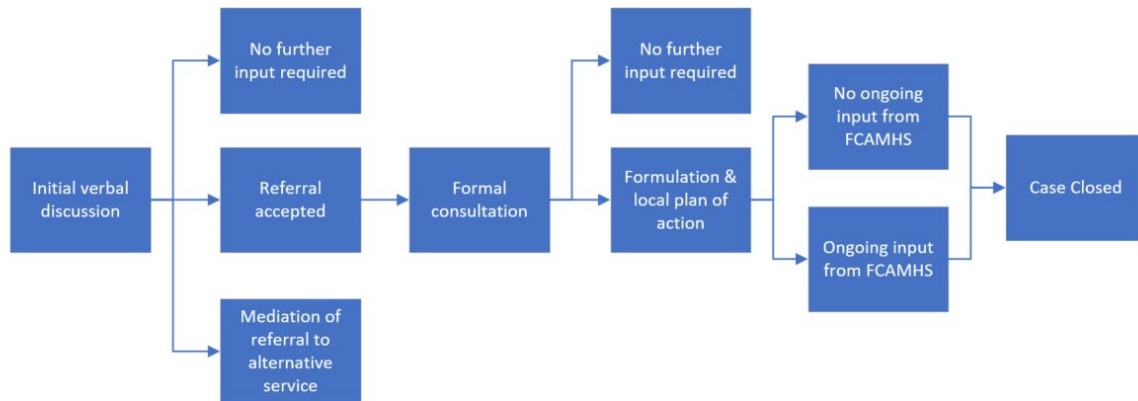 No further
input required
No further
input required
No ongoing
input from
FCAMHS
Initial verbal
discussion
Referral
accepted
Formal
consultation
Formulation &
local plan of
action
Case Closed
Ongoing input
from FCAMHS
Mediation of
referral to
alternative
service